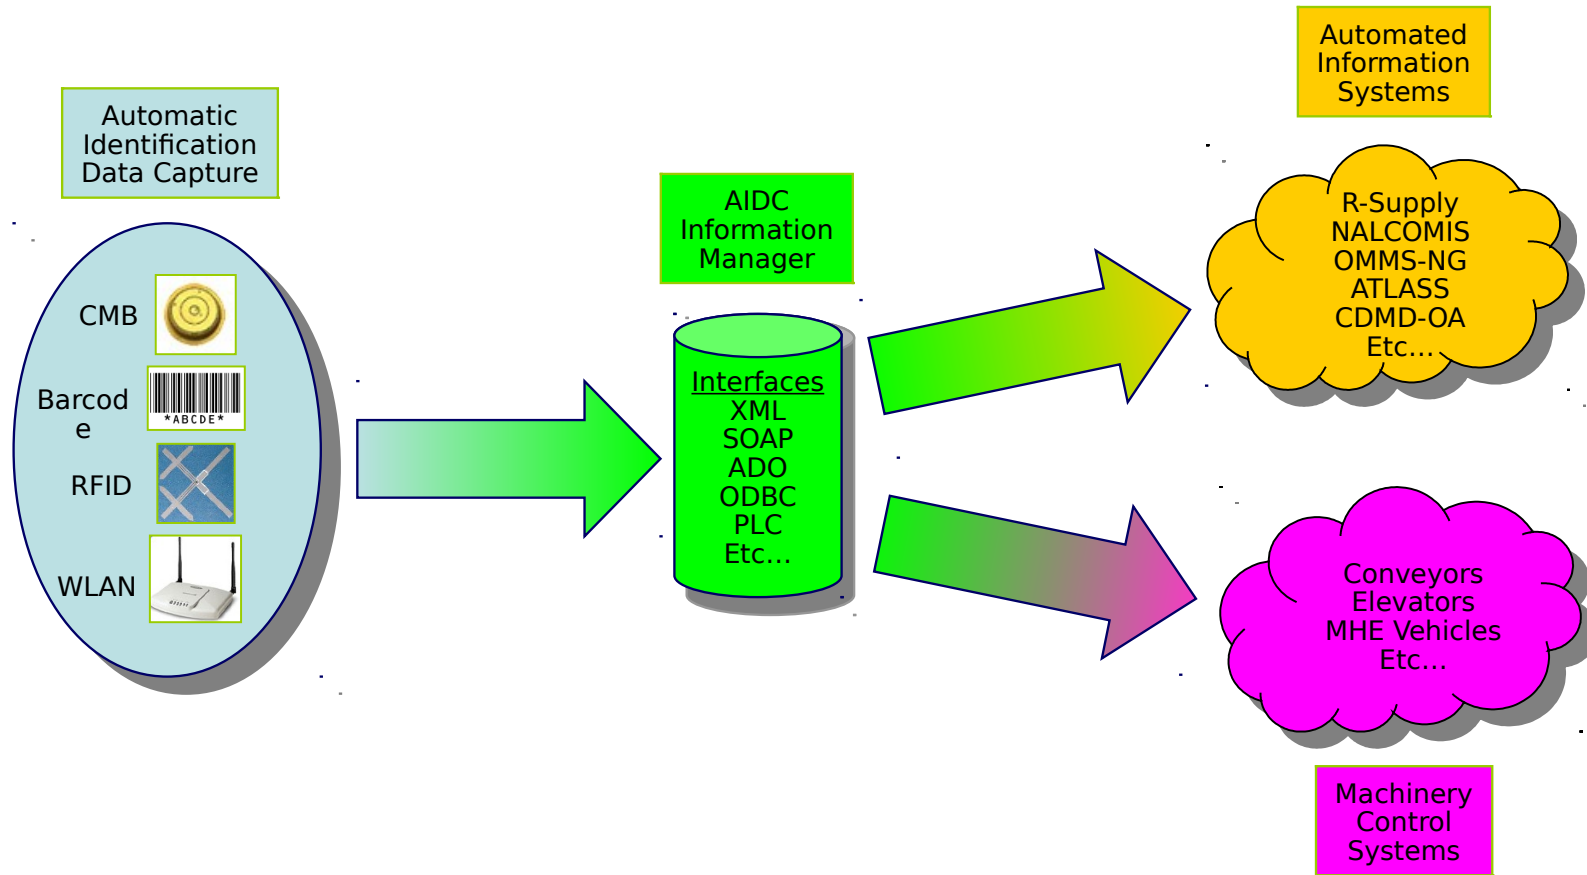 Automatic
Identification
Data Capture
CMB
Barcod
e
*ABCDE*
RFID
WLAN
AIDC
Information
Manager
Interfaces
XML
SOAP
ADO
ODBC
PLC
Etc...
Automated
Information
Systems
R-Supply
NALCOMIS
OMMS-NG
ATLASS
CDMD-OA
Etc...
Conveyors
Elevators
MHE Vehicles
Etc...
Machinery
Control
Systems